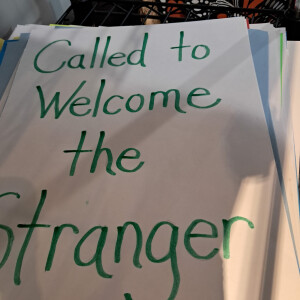 Called to
Welcome
the
Stranger